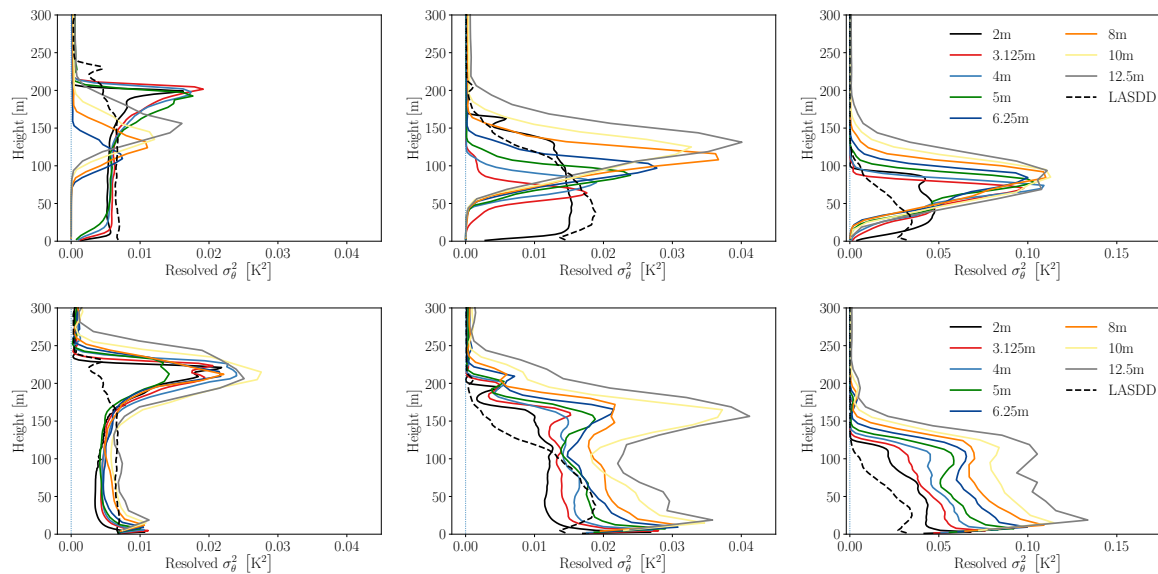 300
250
200
150
100
50
0
Height [m]
0.00 0.01 0.02 0.03 0.04
Resolved σ²_θ [K²]
300
250
200
150
100
50
0
Height [m]
0.00 0.01 0.02 0.03 0.04
Resolved σ²_θ [K²]
300
250
200
150
100
50
0
Height [m]
0.00 0.05 0.10 0.15
Resolved σ²_θ [K²]
2m
3.125m
4m
5m
6.25m
8m
10m
12.5m
LASDD
300
250
200
150
100
50
0
Height [m]
0.00 0.01 0.02 0.03 0.04
Resolved σ²_θ [K²]
300
250
200
150
100
50
0
Height [m]
0.00 0.01 0.02 0.03 0.04
Resolved σ²_θ [K²]
300
250
200
150
100
50
0
Height [m]
0.00 0.05 0.10 0.15
Resolved σ²_θ [K²]
2m
3.125m
4m
5m
6.25m
8m
10m
12.5m
LASDD